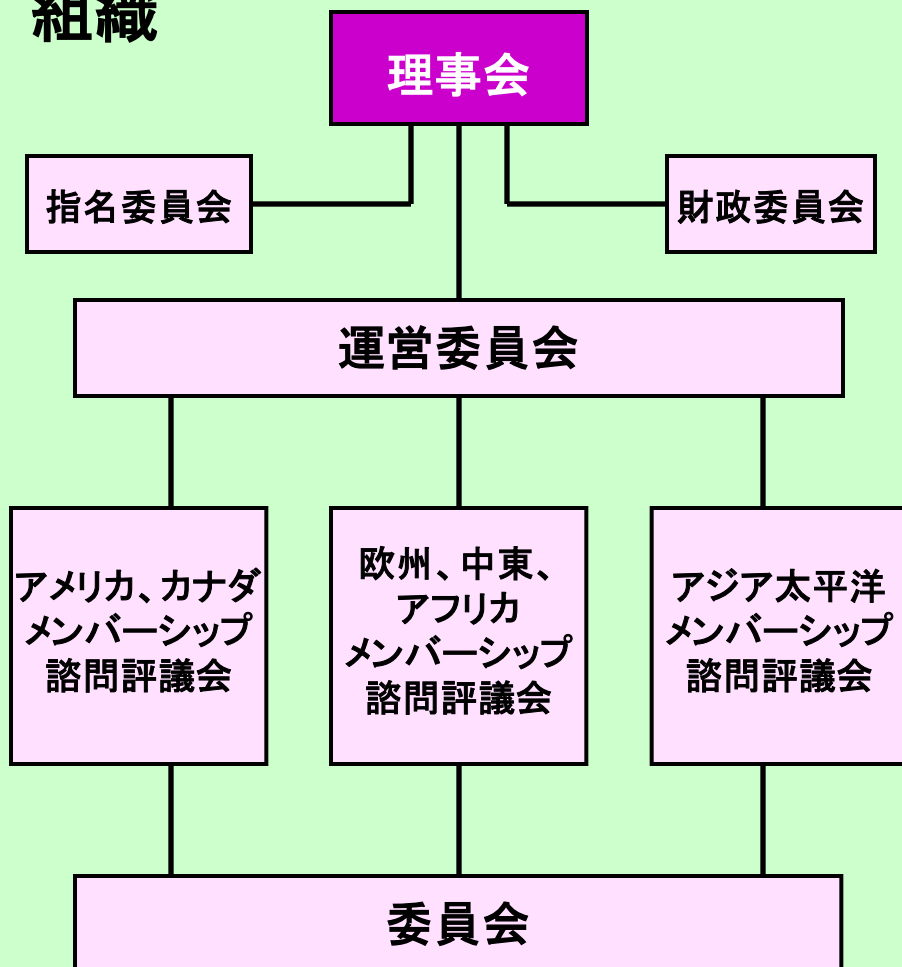 組織
理事会
指名委員会
財政委員会
運営委員会
アメリカ、カナダ
メンバーシップ
諮問評議会
欧州、中東、
アフリカ
メンバーシップ
諮問評議会
アジア太平洋
メンバーシップ
諮問評議会
委員会